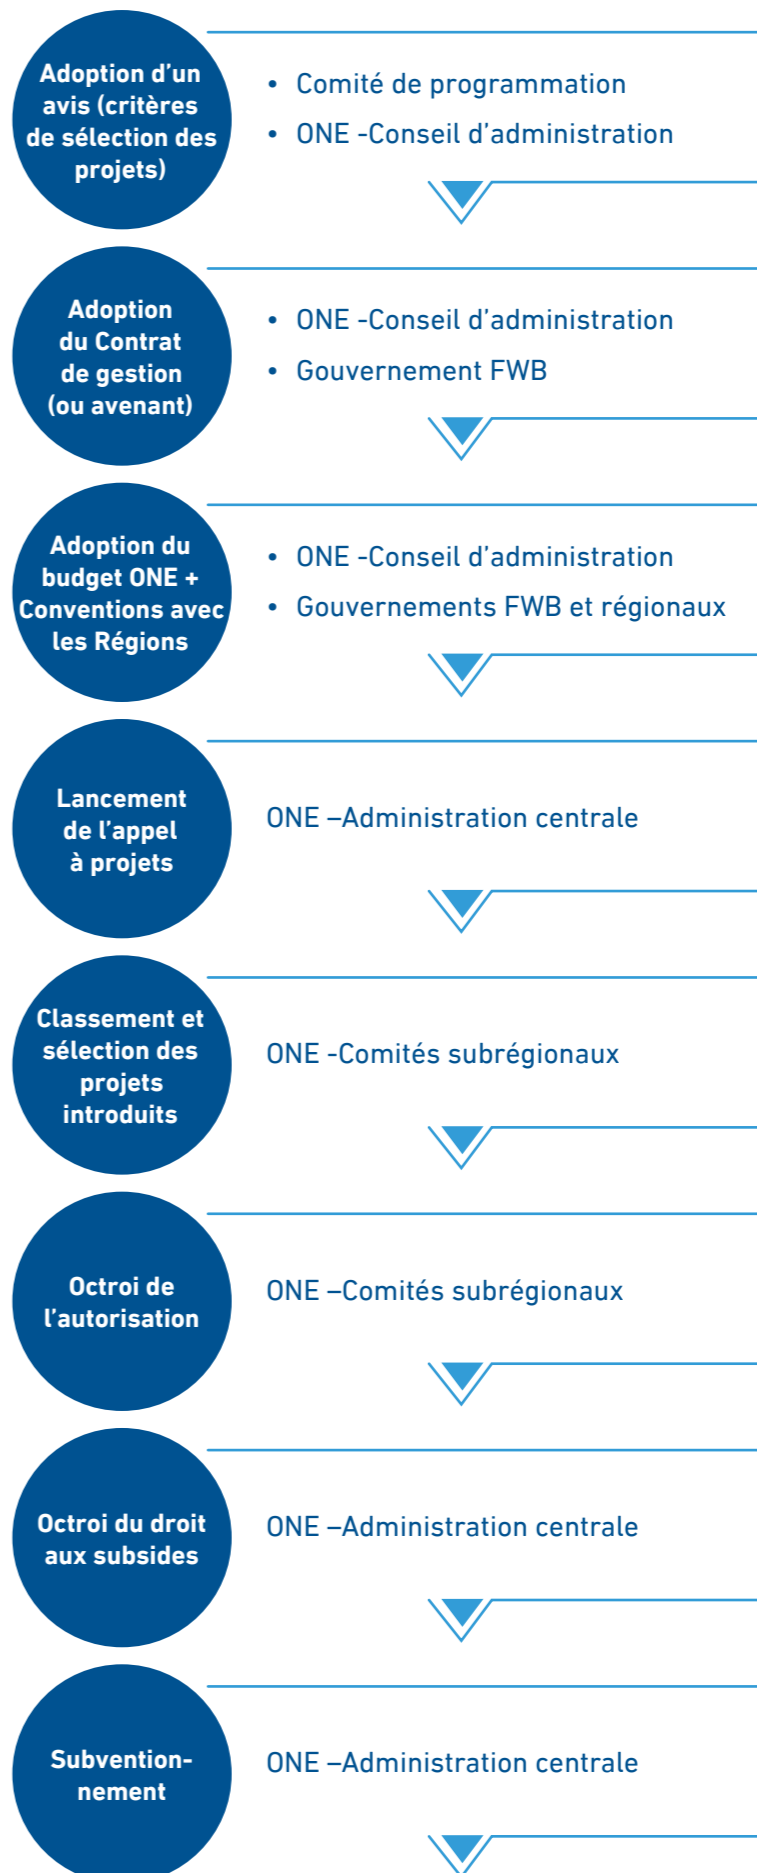 Adoption d'un
avis (critères
de sélection des
projets)
• Comité de programmation
• ONE -Conseil d'administration
Adoption
du Contrat
de gestion
(ou avenant)
• ONE -Conseil d'administration
• Gouvernement FWB
Adoption du
budget ONE +
Conventions avec
les Régions
• ONE -Conseil d'administration
• Gouvernements FWB et régionaux
Lancement
de l'appel
à projets
ONE –Administration centrale
Classement et
sélection des
projets
introduits
ONE -Comités subrégionaux
Octroi de
l'autorisation
ONE –Comités subrégionaux
Octroi du droit
aux subsides
ONE –Administration centrale
Subvention-
nement
ONE –Administration centrale